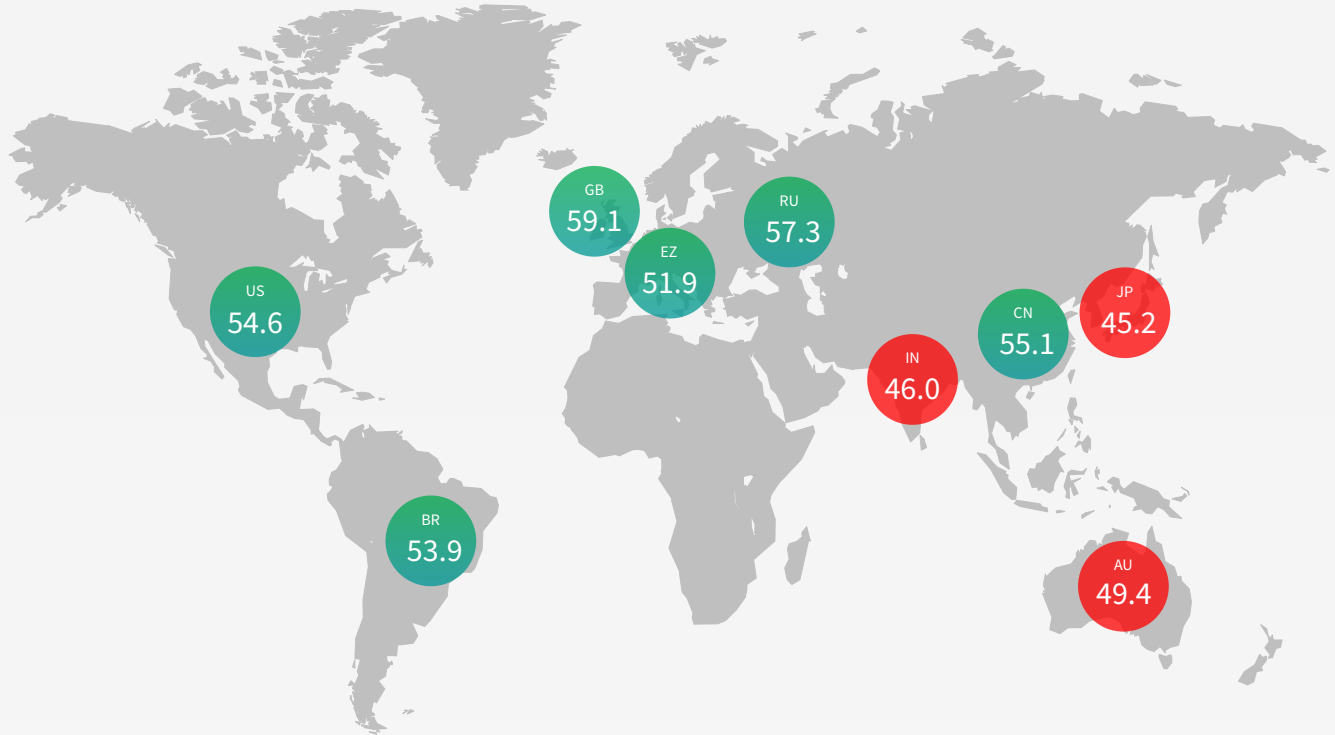 GB
59.1
RU
57.3
EZ
51.9
US
54.6
JP
45.2
CN
55.1
IN
46.0
BR
53.9
AU
49.4